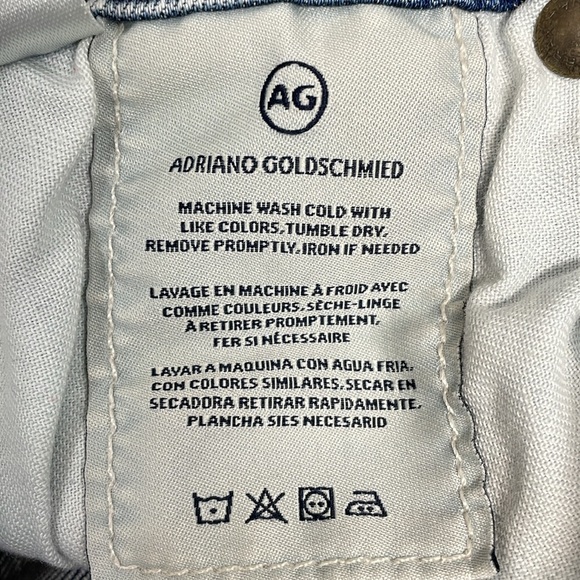 AG
ADRIANO GOLDSCHMIED
MACHINE WASH COLD WITH
LIKE COLORS, TUMBLE DRY,
REMOVE PROMPTLY, IRON IF NEEDED
LAVAGE EN MACHINE À FROID AVEC
COMME COULEURS, SÈCHE-LINGE
À RETIRER PROMPTEMENT,
FER SI NÉCESSAIRE
LAVAR A MAQUINA CON AGUA FRIA,
CON COLORES SIMILARES, SECAR EN
SECADORA RETIRAR RAPIDAMENTE,
PLANCHA SIES NECESARID